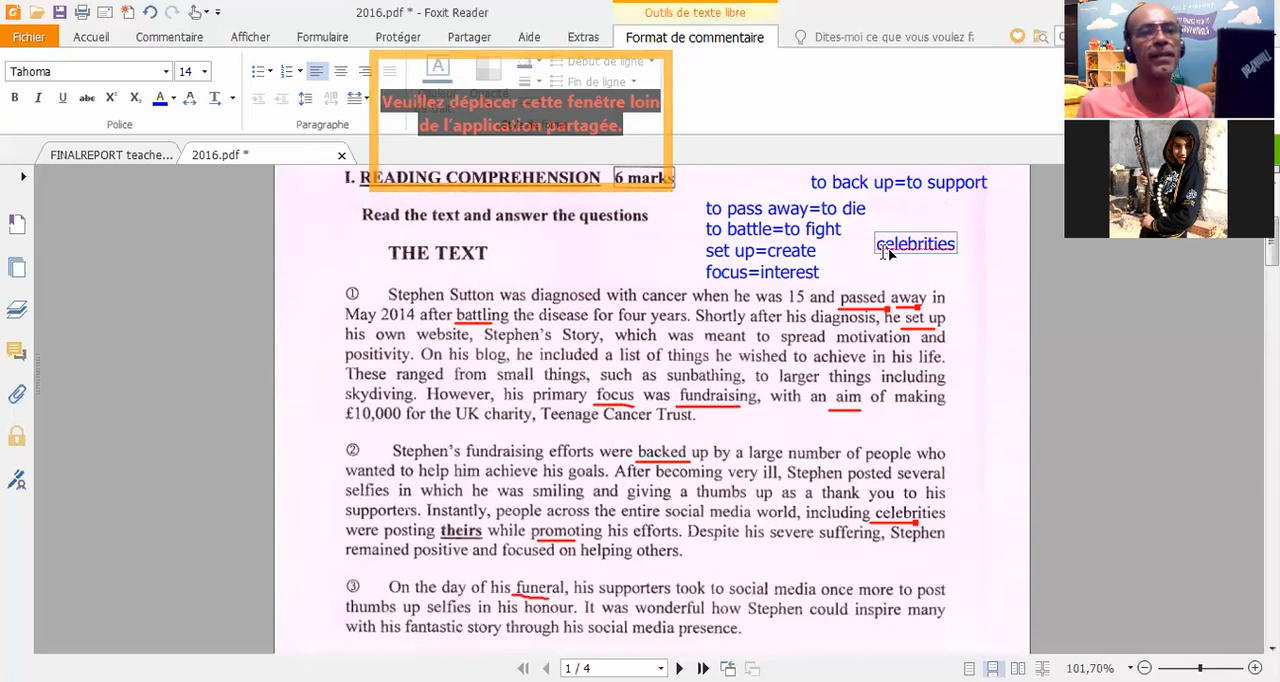 2016.pdf * - Foxit Reader
Outils de texte libre
Fichier
Accueil
Commentaire
Afficher
Formulaire
Protéger
Partager
Aide
Extras
Format de commentaire
Dites-moi ce que vous voulez f
Tahoma
14
Début de ligne
Fin de ligne
Veuillez déplacer cette fenêtre loin
de l'application partagée.
Police
Paragraphe
FINALREPORT teache...
2016.pdf *
I. READING COMPREHENSION 6 marks
to back up=to support
Read the text and answer the questions
to pass away=to die
to battle=to fight
celebrities
set up=create
THE TEXT
focus=interest
① Stephen Sutton was diagnosed with cancer when he was 15 and passed away in
May 2014 after battling the disease for four years. Shortly after his diagnosis, he set up
his own website, Stephen's Story, which was meant to spread motivation and
positivity. On his blog, he included a list of things he wished to achieve in his life.
These ranged from small things, such as sunbathing, to larger things including
skydiving. However, his primary focus was fundraising, with an aim of making
£10,000 for the UK charity, Teenage Cancer Trust.
② Stephen's fundraising efforts were backed up by a large number of people who
wanted to help him achieve his goals. After becoming very ill, Stephen posted several
selfies in which he was smiling and giving a thumbs up as a thank you to his
supporters. Instantly, people across the entire social media world, including celebrities
were posting theirs while promoting his efforts. Despite his severe suffering, Stephen
remained positive and focused on helping others.
③ On the day of his funeral, his supporters took to social media once more to post
thumbs up selfies in his honour. It was wonderful how Stephen could inspire many
with his fantastic story through his social media presence.
1 / 4
101,70%